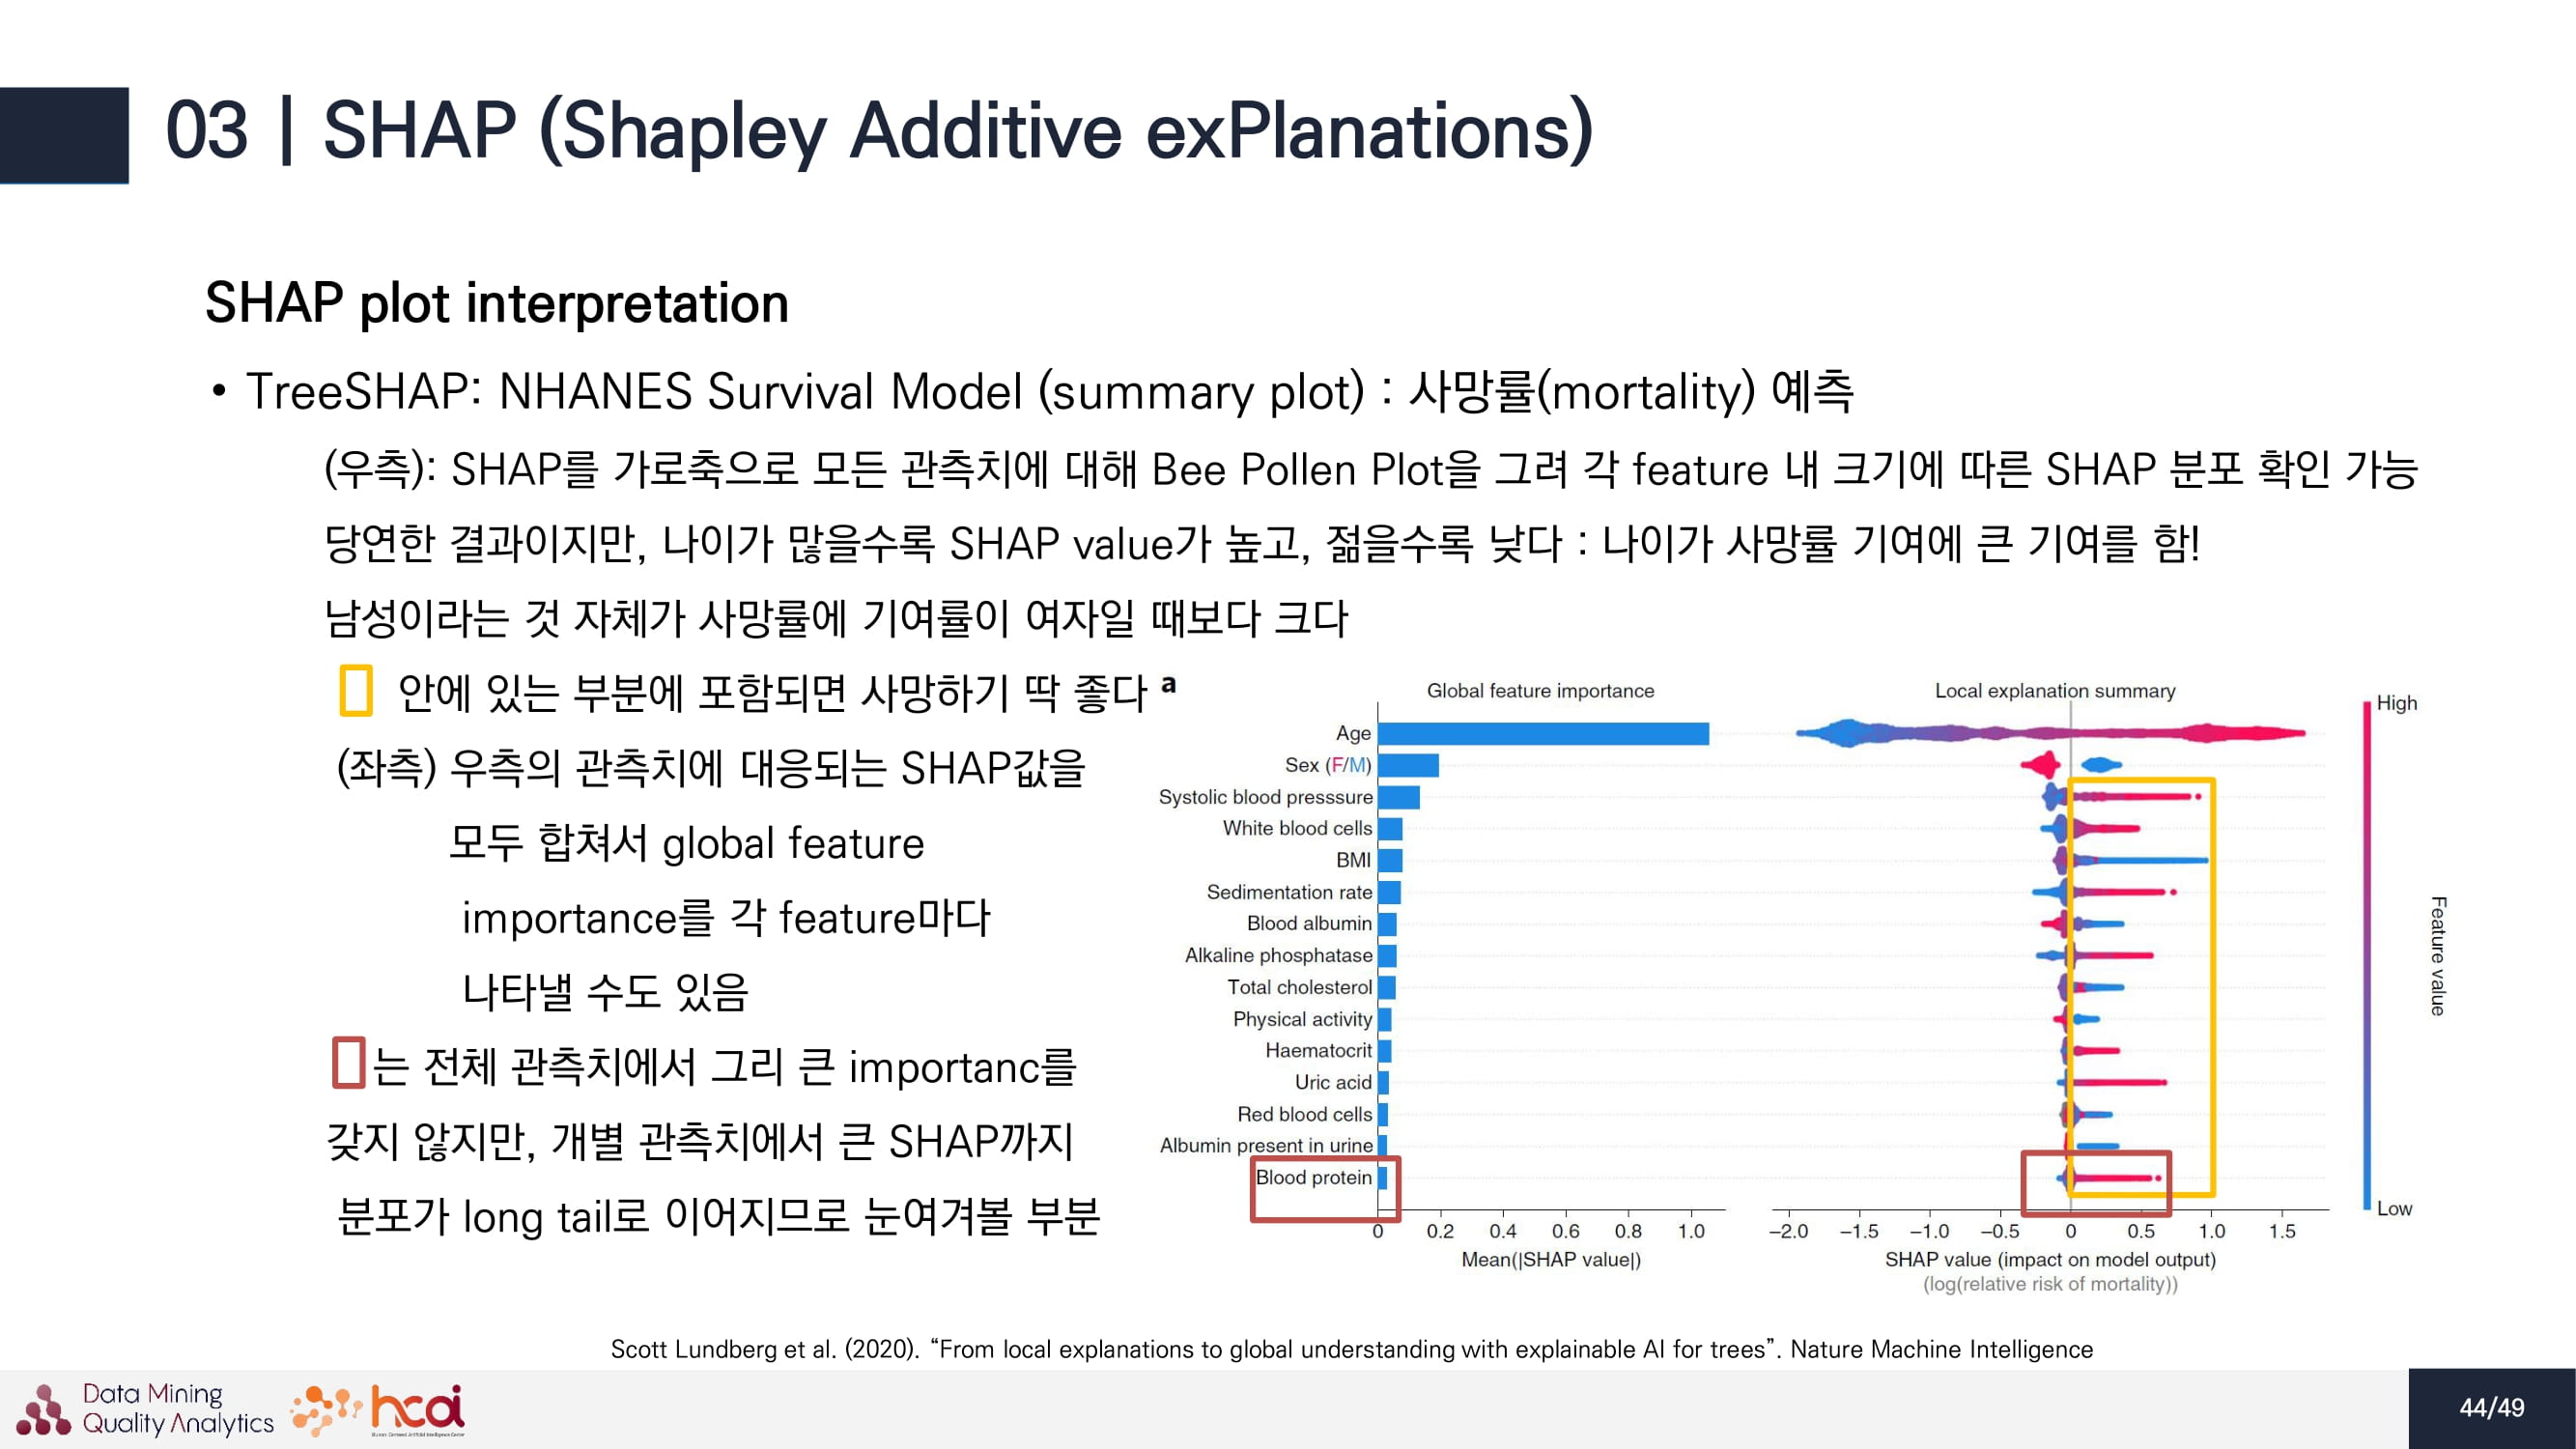 03 | SHAP (Shapley Additive exPlanations)
SHAP plot interpretation
• TreeSHAP: NHANES Survival Model (summary plot) : 사망률(mortality) 예측
(우측): SHAP를 가로축으로 모든 관측치에 대해 Bee Pollen Plot을 그려 각 feature 내 크기에 따른 SHAP 분포 확인 가능
당연한 결과이지만, 나이가 많을수록 SHAP value가 높고, 젊을수록 낮다 : 나이가 사망률 기여에 큰 기여를 함!
남성이라는 것 자체가 사망률에 기여률이 여자일 때보다 크다
안에 있는 부분에 포함되면 사망하기 딱 좋다
(좌측) 우측의 관측치에 대응되는 SHAP값을
모두 합쳐서 global feature
importance를 각 feature마다
나타낼 수도 있음
는 전체 관측치에서 그리 큰 importanc를
갖지 않지만, 개별 관측치에서 큰 SHAP까지
분포가 long tail로 이어지므로 눈여겨볼 부분
a
Global feature importance
Age
Sex (F/M)
Systolic blood presssure
White blood cells
BMI
Sedimentation rate
Blood albumin
Alkaline phosphatase
Total cholesterol
Physical activity
Haematocrit
Uric acid
Red blood cells
Albumin present in urine
Blood protein
0 0.2 0.4 0.6 0.8 1.0
Mean(|SHAP value|)
Local explanation summary
−2.0 −1.5 −1.0 −0.5 0 0.5 1.0 1.5
SHAP value (impact on model output)
(log(relative risk of mortality))
High
Feature value
Low
Scott Lundberg et al. (2020). “From local explanations to global understanding with explainable AI for trees”. Nature Machine Intelligence
Data Mining
Quality Analytics
hcai
44/49